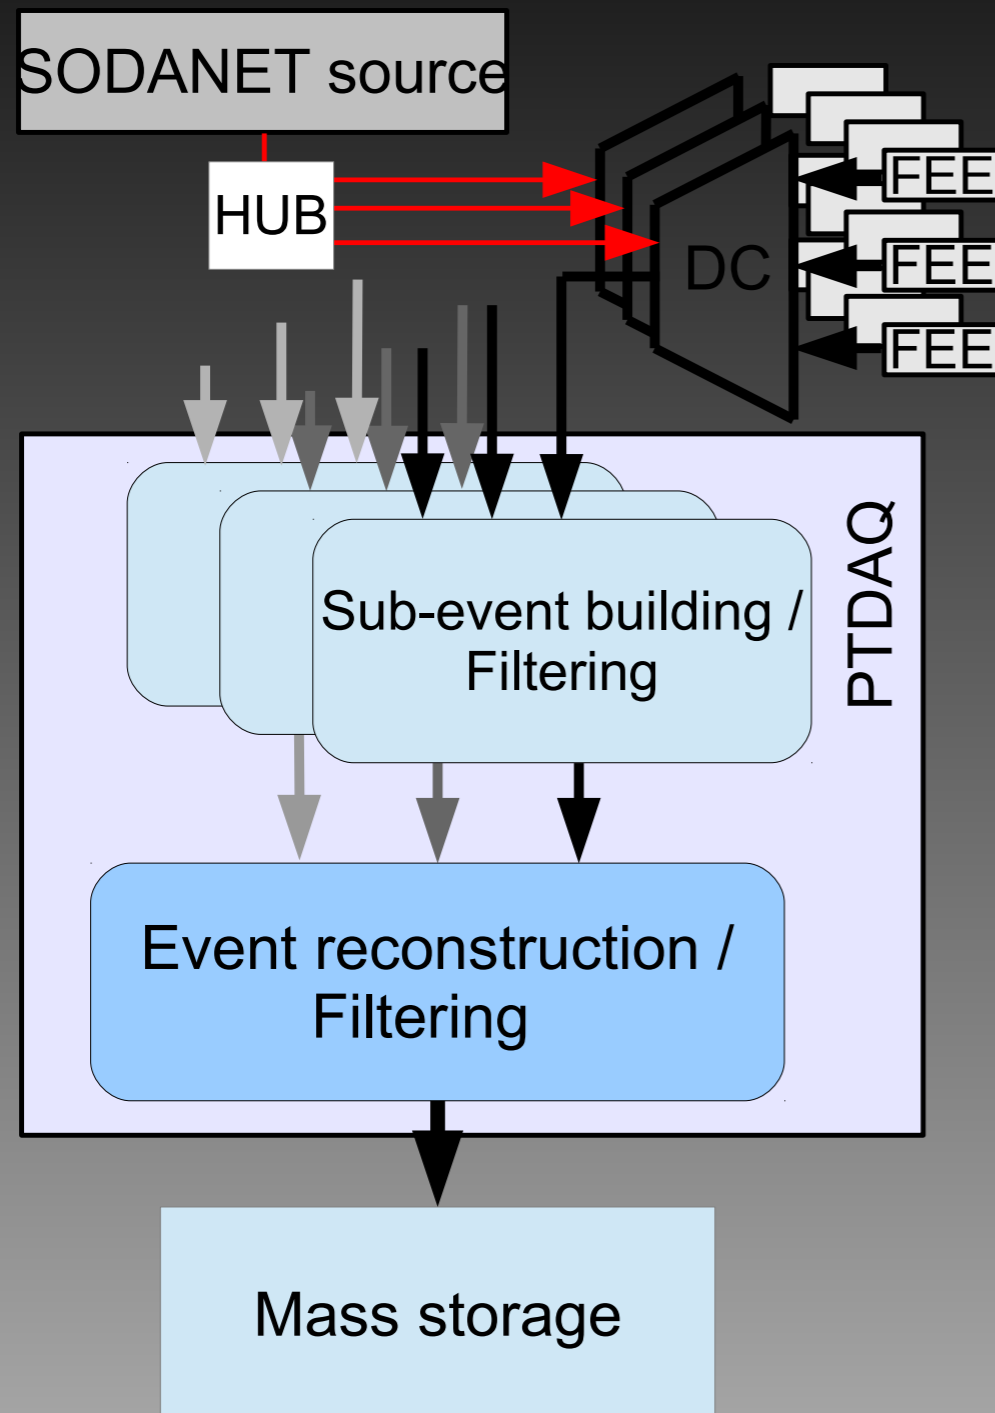 SODANET source
HUB
DC
FEE
FEE
FEE
PTDAQ
Sub-event building /
Filtering
Event reconstruction /
Filtering
Mass storage